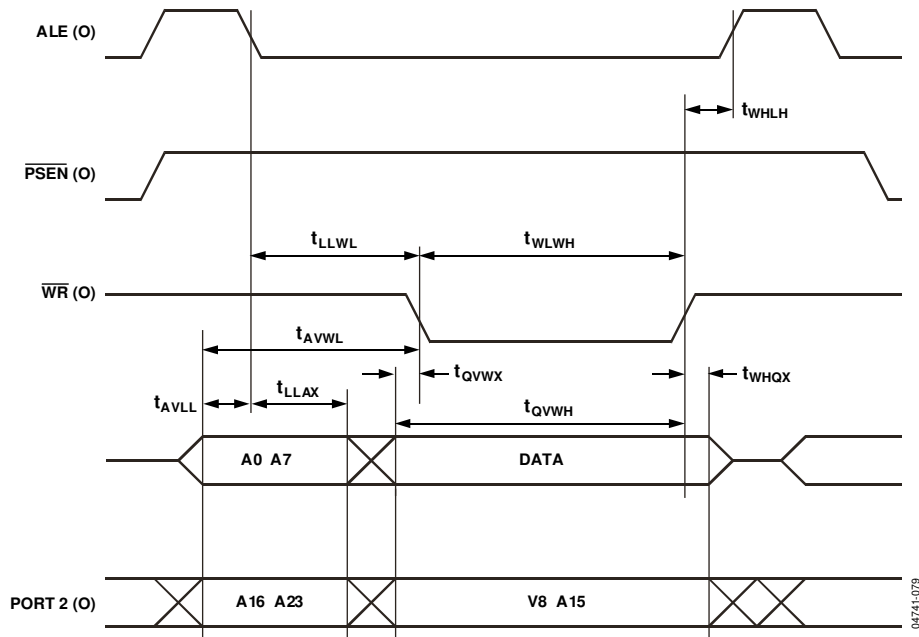 ALE (O)
tWHLH
PSEN (O)
tLLWL
tWLWH
WR (O)
tAVWL
tQVWX
tWHQX
tAVLL
tLLAX
tQVWH
A0 A7
DATA
PORT 2 (O)
A16 A23
V8 A15
04741-079